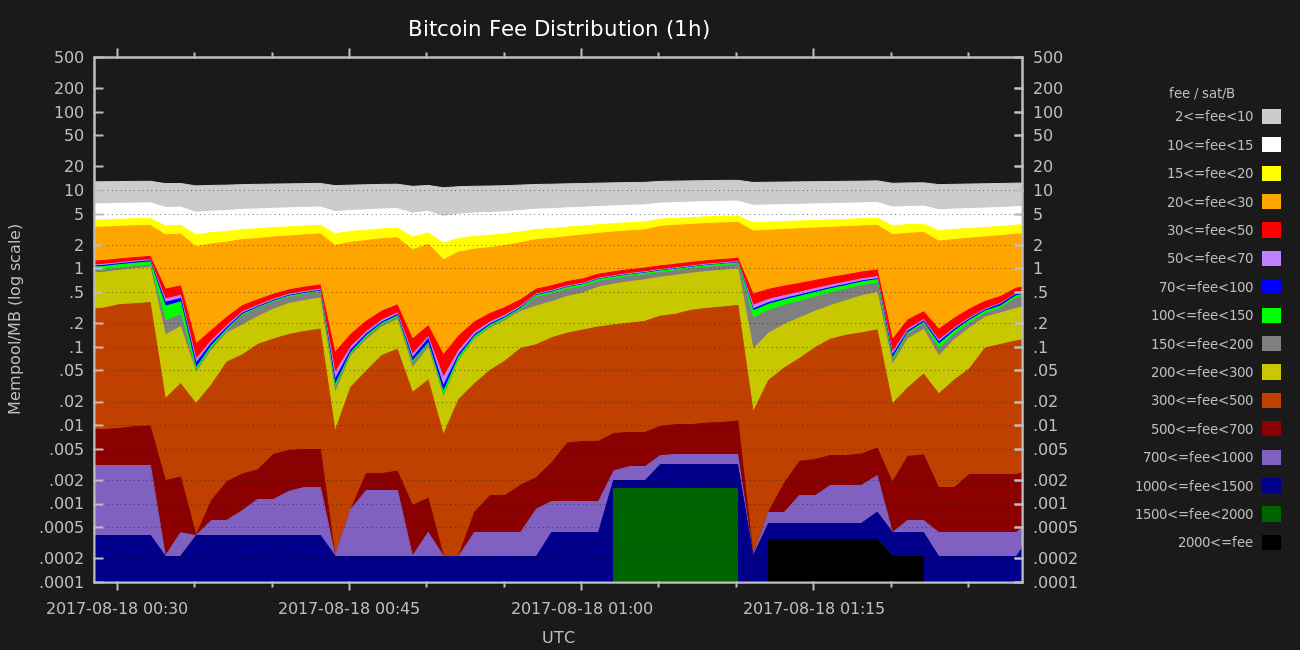 Bitcoin Fee Distribution (1h)
Mempool/MB (log scale)
500
200
100
50
20
10
5
2
1
.5
.2
.1
.05
.02
.01
.005
.002
.001
.0005
.0002
.0001
500
200
100
50
20
10
5
2
1
.5
.2
.1
.05
.02
.01
.005
.002
.001
.0005
.0002
.0001
fee / sat/B
2<=fee<10
10<=fee<15
15<=fee<20
20<=fee<30
30<=fee<50
50<=fee<70
70<=fee<100
100<=fee<150
150<=fee<200
200<=fee<300
300<=fee<500
500<=fee<700
700<=fee<1000
1000<=fee<1500
1500<=fee<2000
2000<=fee
2017-08-18 00:30 2017-08-18 00:45 2017-08-18 01:00 2017-08-18 01:15
UTC